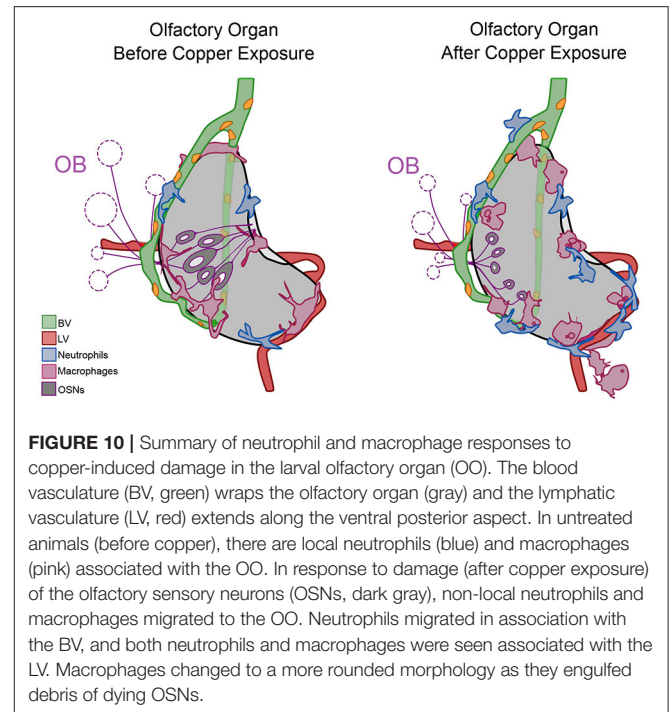 Olfactory Organ
Before Copper Exposure
Olfactory Organ
After Copper Exposure
OB
OB
BV
LV
Neutrophils
Macrophages
OSNs
FIGURE 10 | Summary of neutrophil and macrophage responses to
copper-induced damage in the larval olfactory organ (OO). The blood
vasculature (BV, green) wraps the olfactory organ (gray) and the lymphatic
vasculature (LV, red) extends along the ventral posterior aspect. In untreated
animals (before copper), there are local neutrophils (blue) and macrophages
(pink) associated with the OO. In response to damage (after copper exposure)
of the olfactory sensory neurons (OSNs, dark gray), non-local neutrophils and
macrophages migrated to the OO. Neutrophils migrated in association with
the BV, and both neutrophils and macrophages were seen associated with the
LV. Macrophages changed to a more rounded morphology as they engulfed
debris of dying OSNs.